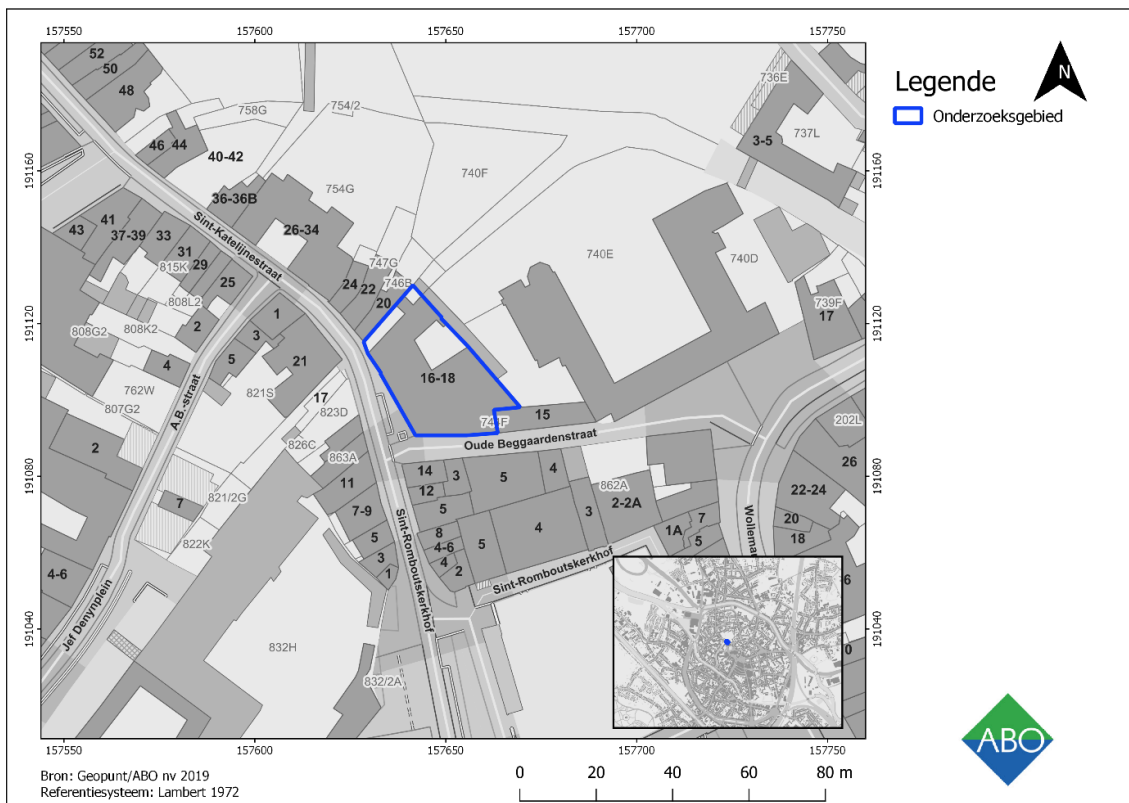 157550
157600
157650
157700
157750
52
50
48
758G
754/2
736E
3-5
737L
Legende
N
Onderzoeksgebied
46
44
40-42
191160
191160
740F
36-36B
754G
43
41
37-39
33
31
29
25
815K
Sint-Katelijnestraat
26-34
747G
746B
740E
740D
24
22
20
739F
17
808L2
808G2
808K2
2
1
3
191120
191120
4
5
21
16-18
762W
807G2
A.B.-straat
821S
17
823D
826C
863A
15
Oude Beggaardenstraat
202L
2
14
3
5
4
26
191080
191080
11
12
862A
2-2A
22-24
821/2G
7
7-9
5
4
3
20
18
822K
5
8
4-6
4
2
5
1A
7
5
Sint-Romboutskerkhof
3
1
4-6
Jef Denynplein
Sint-Romboutskerkhof
191040
191040
832H
832/2A
157550
157600
157650
157700
157750
Bron: Geopunt/ABO nv 2019
Referentiesysteem: Lambert 1972
0 20 40 60 80 m
ABO